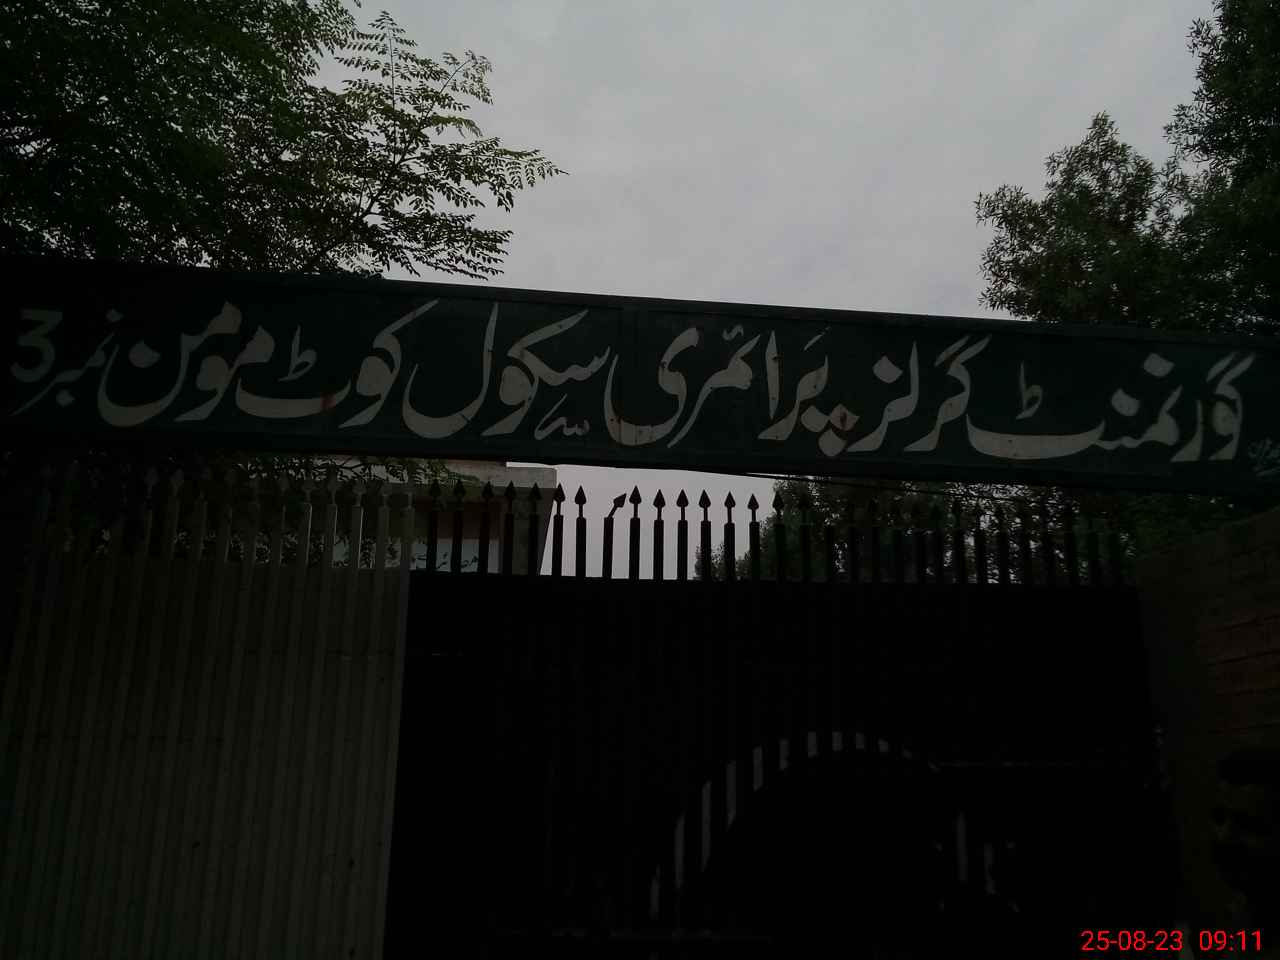 گورنمنٹ گرلز پرائمری سکول کوٹ مومن نمبر 3
25-08-23 09:11